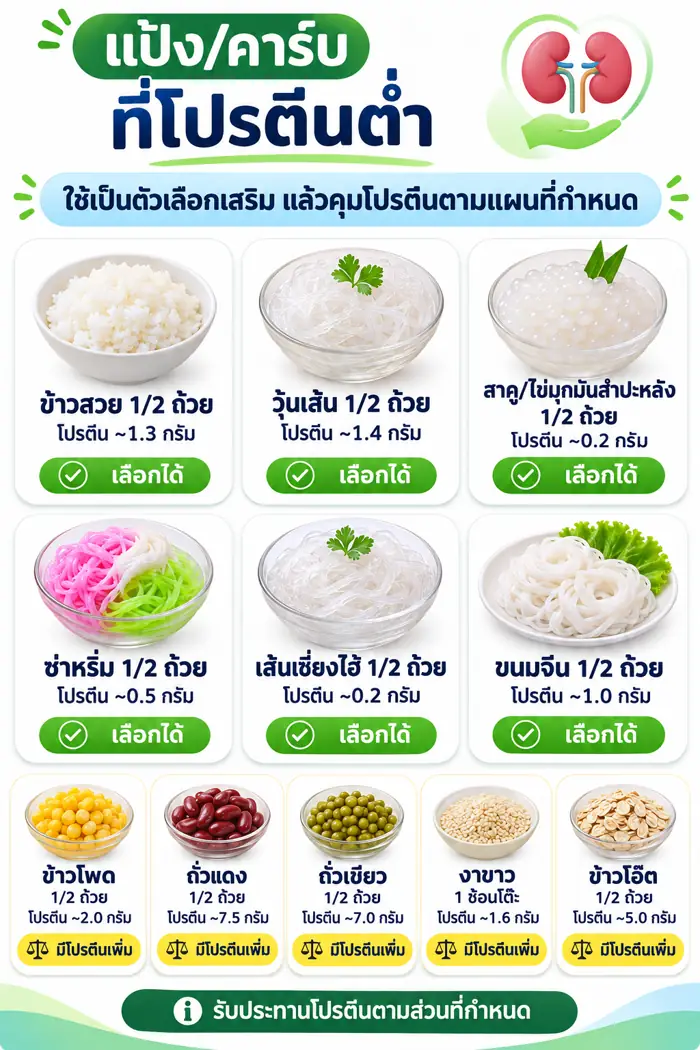 แป้ง/คาร์บ
ที่โปรตีนต่ำ
ใช้เป็นตัวเลือกเสริม แล้วคุมโปรตีนตามแผนที่กำหนด
ข้าวสวย 1/2 ถ้วย
โปรตีน ~1.3 กรัม
เลือกได้
วุ้นเส้น 1/2 ถ้วย
โปรตีน ~1.4 กรัม
เลือกได้
สาคู/ไข่มุกมันสำปะหลัง
1/2 ถ้วย
โปรตีน ~0.2 กรัม
เลือกได้
ซ่าหริ่ม 1/2 ถ้วย
โปรตีน ~0.5 กรัม
เลือกได้
เส้นเซี่ยงไฮ้ 1/2 ถ้วย
โปรตีน ~0.2 กรัม
เลือกได้
ขนมจีน 1/2 ถ้วย
โปรตีน ~1.0 กรัม
เลือกได้
ข้าวโพด
1/2 ถ้วย
โปรตีน ~2.0 กรัม
มีโปรตีนเพิ่ม
ถั่วแดง
1/2 ถ้วย
โปรตีน ~7.5 กรัม
มีโปรตีนเพิ่ม
ถั่วเขียว
1/2 ถ้วย
โปรตีน ~7.0 กรัม
มีโปรตีนเพิ่ม
งาขาว
1 ช้อนโต๊ะ
โปรตีน ~1.6 กรัม
มีโปรตีนเพิ่ม
ข้าวโอ๊ต
1/2 ถ้วย
โปรตีน ~5.0 กรัม
มีโปรตีนเพิ่ม
รับประทานโปรตีนตามส่วนที่กำหนด